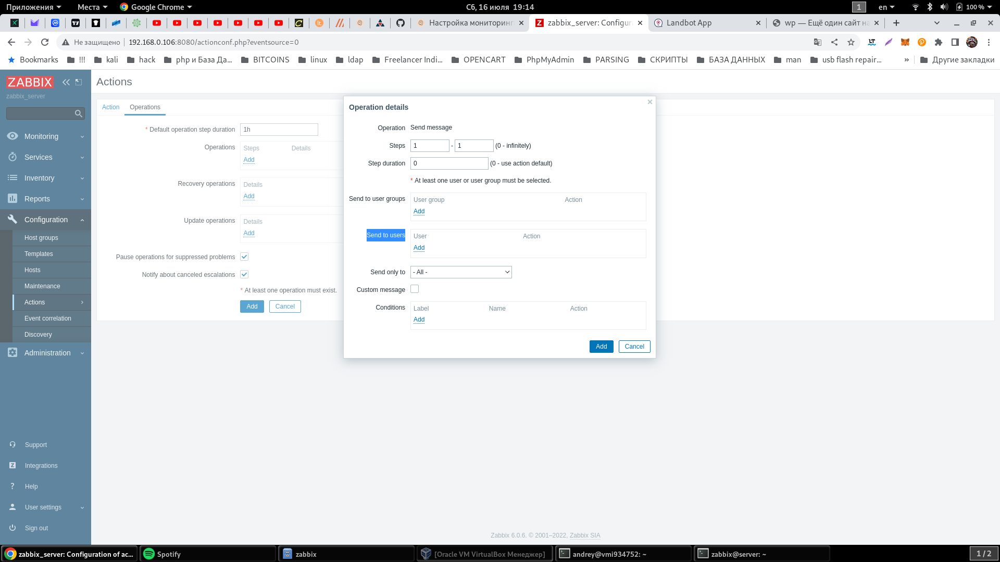 Приложения Места Google Chrome Сб, 16 июля 19:14 1 en 100 %
Настройка мониторинг zabbix_server: Configur Landbot App wp — Ещё один сайт на
Не защищено 192.168.0.106:8080/actionconf.php?eventsource=0
Bookmarks !!! kali hack php и База Да... BITCOINS linux ldap Freelancer Indi... OPENCART PhpMyAdmin PARSING СКРИПТЫ БАЗА ДАННЫХ man usb flash repair... » Другие закладки
ZABBIX
zabbix_server
Monitoring
Services
Inventory
Reports
Configuration
Host groups
Templates
Hosts
Maintenance
Actions
Event correlation
Discovery
Administration
Support
Integrations
Help
User settings
Sign out
Actions
Action Operations
* Default operation step duration 1h
Operations Steps Details
Add
Recovery operations Details
Add
Update operations Details
Add
Pause operations for suppressed problems
Notify about canceled escalations
* At least one operation must exist.
Add Cancel
Operation details
Operation Send message
Steps 1 - 1 (0 - infinitely)
Step duration 0 (0 - use action default)
* At least one user or user group must be selected.
Send to user groups User group Action
Add
Send to users User Action
Add
Send only to - All -
Custom message
Conditions Label Name Action
Add
Add Cancel
Zabbix 6.0.6. © 2001–2022, Zabbix SIA
zabbix_server: Configuration of ac... Spotify zabbix [Oracle VM VirtualBox Менеджер] andrey@vmi934752: ~ zabbix@server: ~ 1 / 2